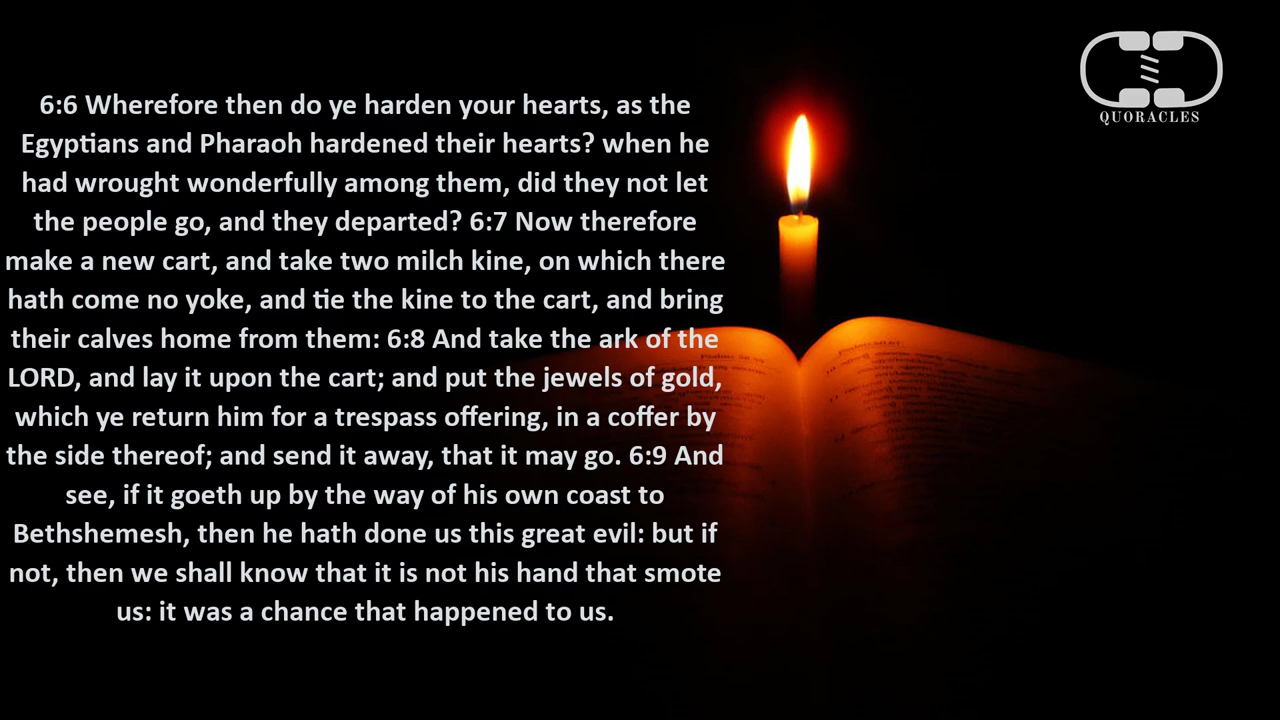 6:6 Wherefore then do ye harden your hearts, as the
Egyptians and Pharaoh hardened their hearts? when he
had wrought wonderfully among them, did they not let
the people go, and they departed? 6:7 Now therefore
make a new cart, and take two milch kine, on which there
hath come no yoke, and tie the kine to the cart, and bring
their calves home from them: 6:8 And take the ark of the
LORD, and lay it upon the cart; and put the jewels of gold,
which ye return him for a trespass offering, in a coffer by
the side thereof; and send it away, that it may go. 6:9 And
see, if it goeth up by the way of his own coast to
Bethshemesh, then he hath done us this great evil: but if
not, then we shall know that it is not his hand that smote
us: it was a chance that happened to us.
QUORACLES